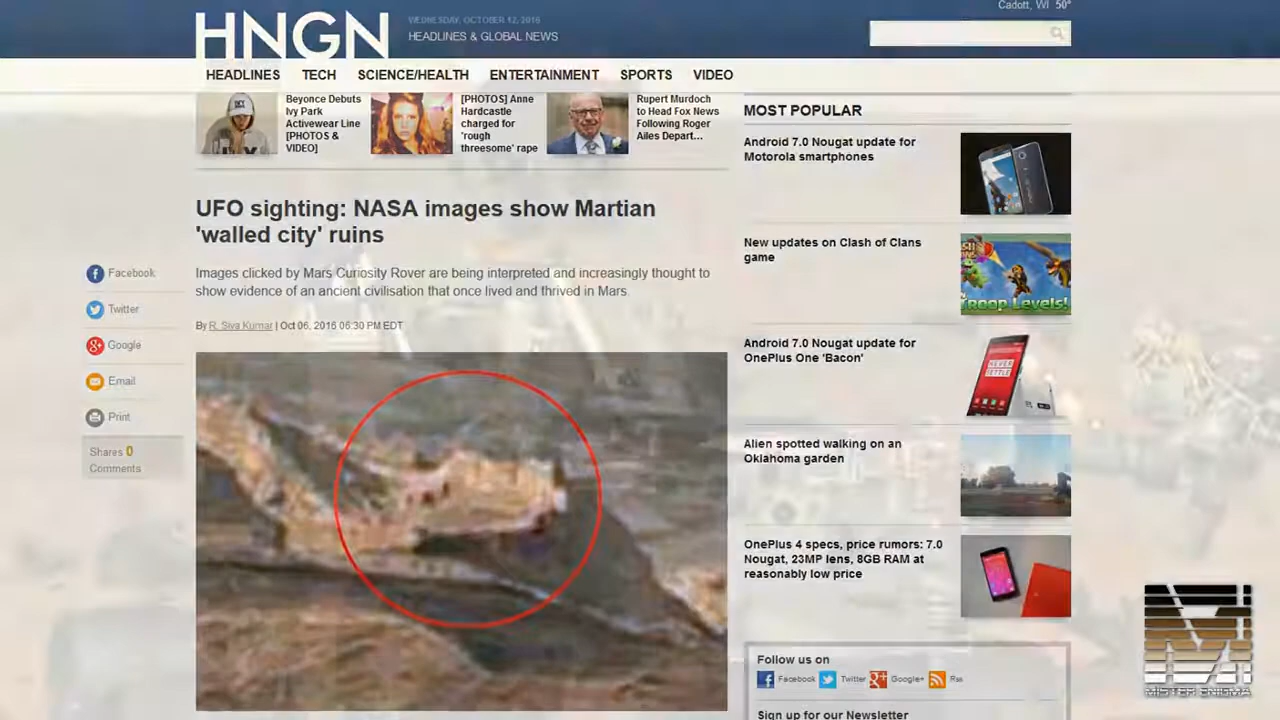 Cadott, WI 50°
HNGN
WEDNESDAY, OCTOBER 12, 2016
HEADLINES & GLOBAL NEWS
HEADLINES TECH SCIENCE/HEALTH ENTERTAINMENT SPORTS VIDEO
Beyonce Debuts
Ivy Park
Activewear Line
[PHOTOS &
VIDEO]
[PHOTOS] Anne
Hardcastle
charged for
'rough
threesome' rape
Rupert Murdoch
to Head Fox News
Following Roger
Ailes Depart...
UFO sighting: NASA images show Martian
'walled city' ruins
Images clicked by Mars Curiosity Rover are being interpreted and increasingly thought to
show evidence of an ancient civilisation that once lived and thrived in Mars
By R. Siva Kumar | Oct 06, 2016 06:30 PM EDT
Facebook
Twitter
Google
Email
Print
Shares 0
Comments
MOST POPULAR
Android 7.0 Nougat update for
Motorola smartphones
New updates on Clash of Clans
game
Troop Levels!
Android 7.0 Nougat update for
OnePlus One 'Bacon'
NEVER
SETTLE
Alien spotted walking on an
Oklahoma garden
OnePlus 4 specs, price rumors: 7.0
Nougat, 23MP lens, 8GB RAM at
reasonably low price
Follow us on
Facebook Twitter Google+ Rss
Sign up for our Newsletter
MISTER ENIGMA